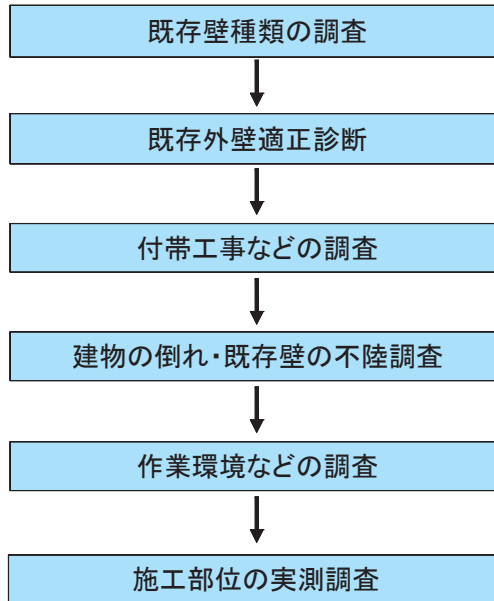 既存壁種類の調査
既存外壁適正診断
付帯工事などの調査
建物の倒れ・既存壁の不陸調査
作業環境などの調査
施工部位の実測調査